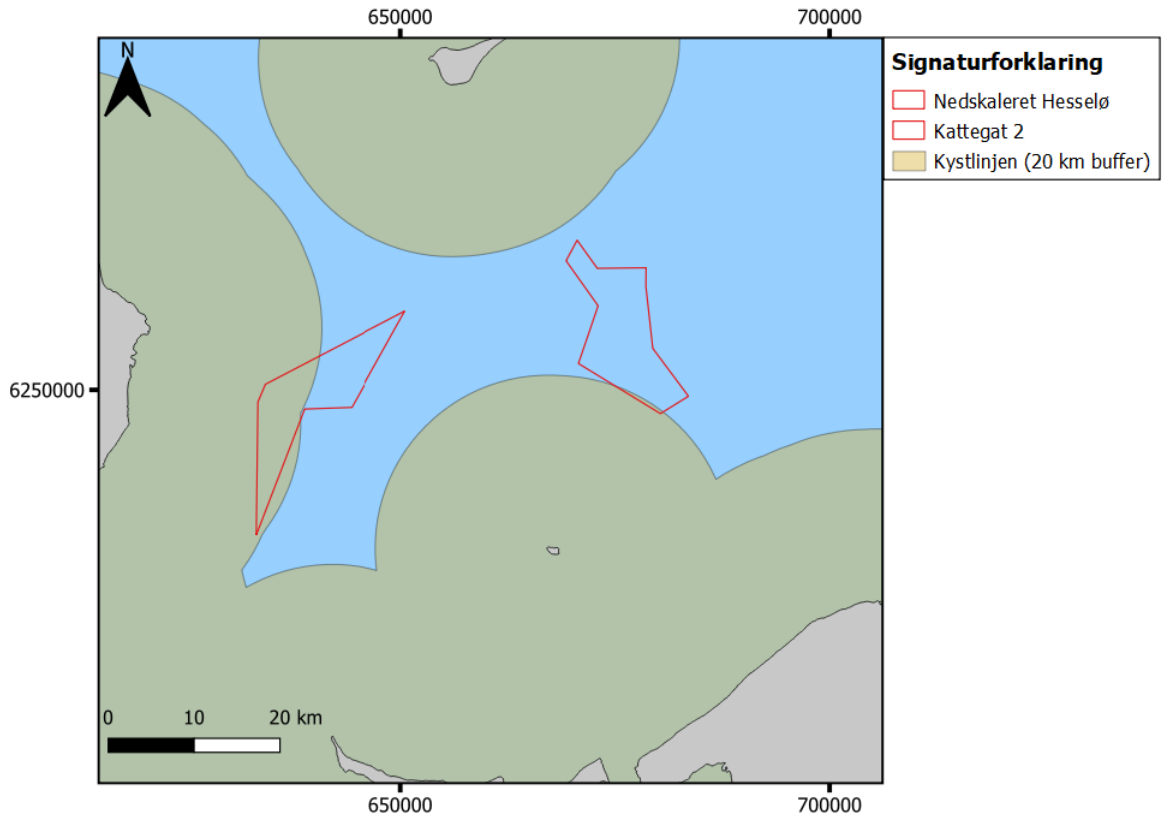 650000
700000
N
Signaturforklaring
Nedskaleret Hesselø
Kattegat 2
Kystlinjen (20 km buffer)
6250000
0 10 20 km
650000
700000